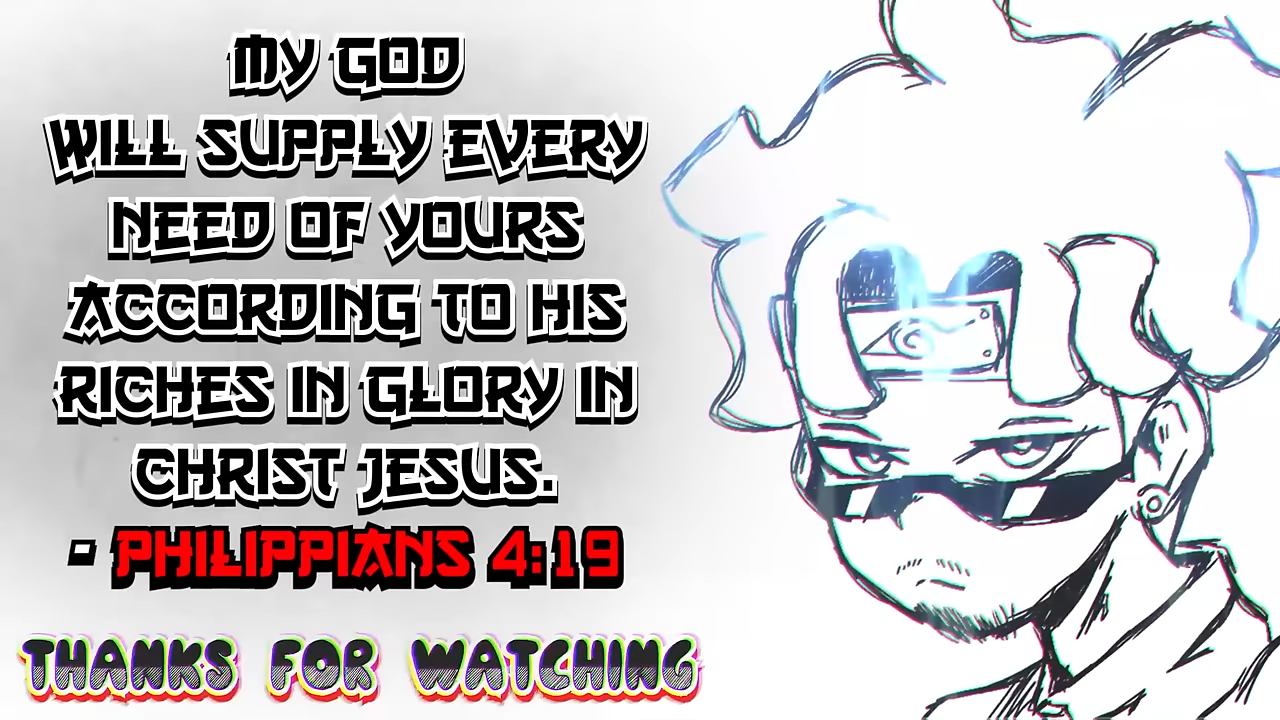 MY GOD
WILL SUPPLY EVERY
NEED OF YOURS
ACCORDING TO HIS
RICHES IN GLORY IN
CHRIST JESUS.
- PHILIPPIANS 4:19
THANKS FOR WATCHING